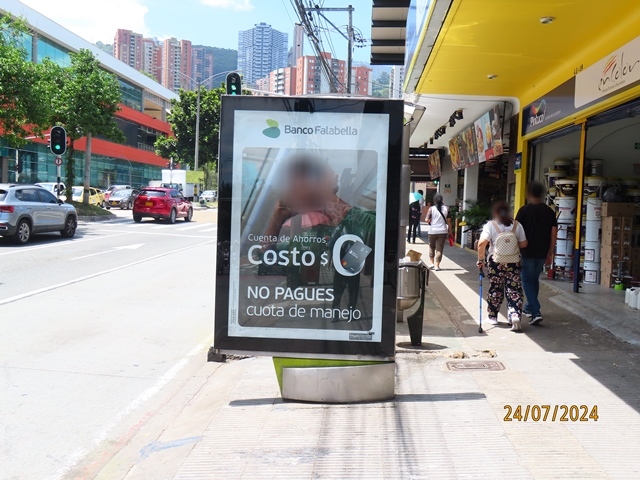 Banco Falabella
Cuenta de Ahorros
Costo $0
NO PAGUES
cuota de manejo
24/07/2024